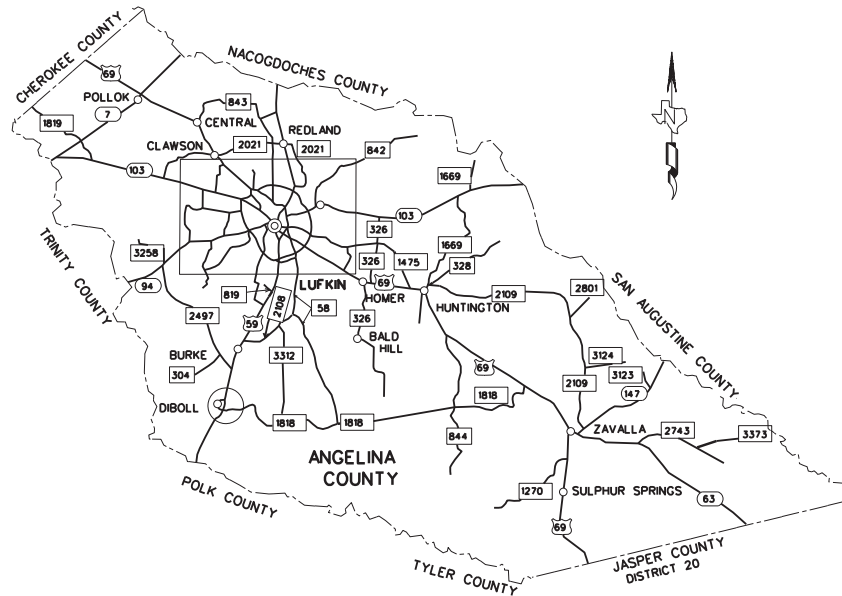 CHEROKEE COUNTY
NACOGDOCHES COUNTY
69
POLLOK
7
843
CENTRAL
1819
REDLAND
CLAWSON
2021
2021
842
N
103
1669
103
326
TRINITY COUNTY
3258
1669
326
1475
328
94
LUFKIN
69
SAN AUGUSTINE COUNTY
819
2108
58
HOMER
2109
2801
HUNTINGTON
2497
59
326
BALD
HILL
BURKE
3312
3124
304
69
3123
2109
147
DIBOLL
1818
1818
1818
ZAVALLA
2743
3373
844
ANGELINA
COUNTY
POLK COUNTY
1270
SULPHUR SPRINGS
63
69
TYLER COUNTY
JASPER COUNTY
DISTRICT 20